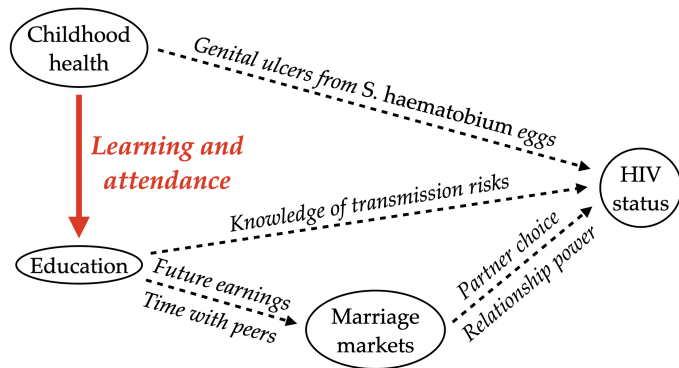 Childhood
health
Genital ulcers from S. haematobium eggs
Learning and
attendance
HIV
status
Knowledge of transmission risks
Education
Future earnings
Time with peers
Marriage
markets
Partner choice
Relationship power